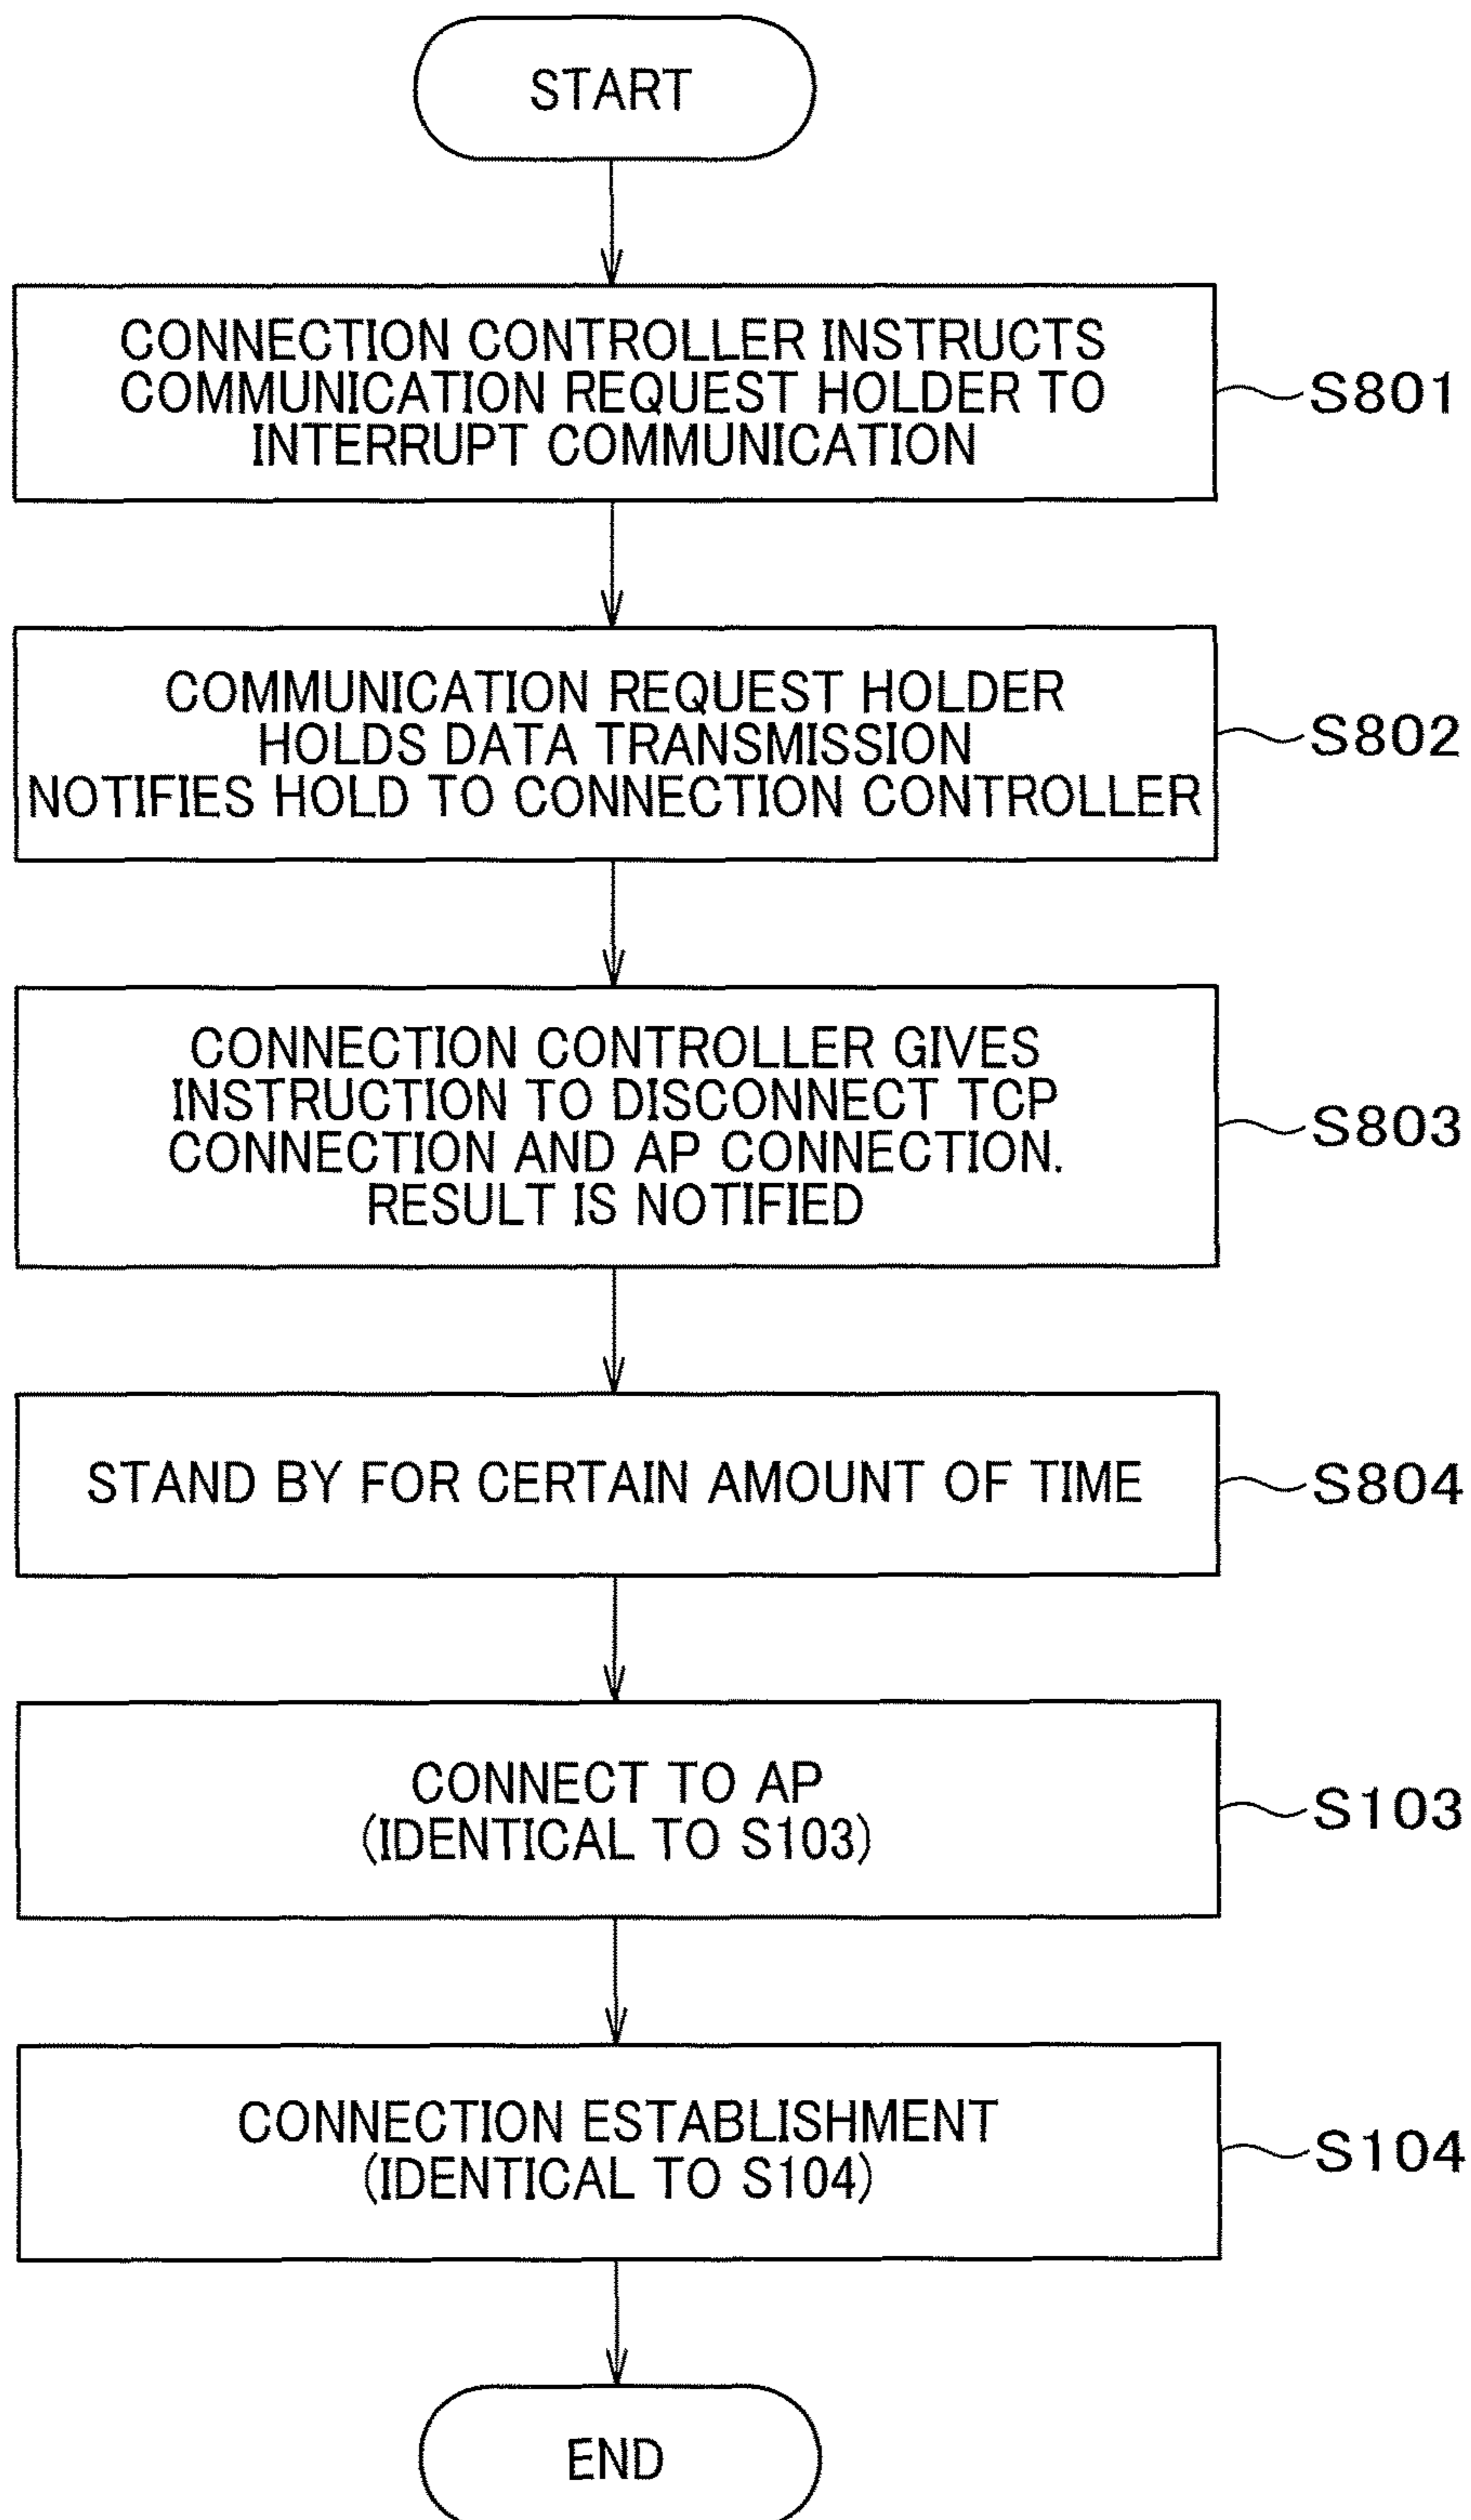 START
CONNECTION CONTROLLER INSTRUCTS
COMMUNICATION REQUEST HOLDER TO
INTERRUPT COMMUNICATION
S801
COMMUNICATION REQUEST HOLDER
HOLDS DATA TRANSMISSION
NOTIFIES HOLD TO CONNECTION CONTROLLER
S802
CONNECTION CONTROLLER GIVES
INSTRUCTION TO DISCONNECT TCP
CONNECTION AND AP CONNECTION.
RESULT IS NOTIFIED
S803
STAND BY FOR CERTAIN AMOUNT OF TIME
S804
CONNECT TO AP
(IDENTICAL TO S103)
S103
CONNECTION ESTABLISHMENT
(IDENTICAL TO S104)
S104
END